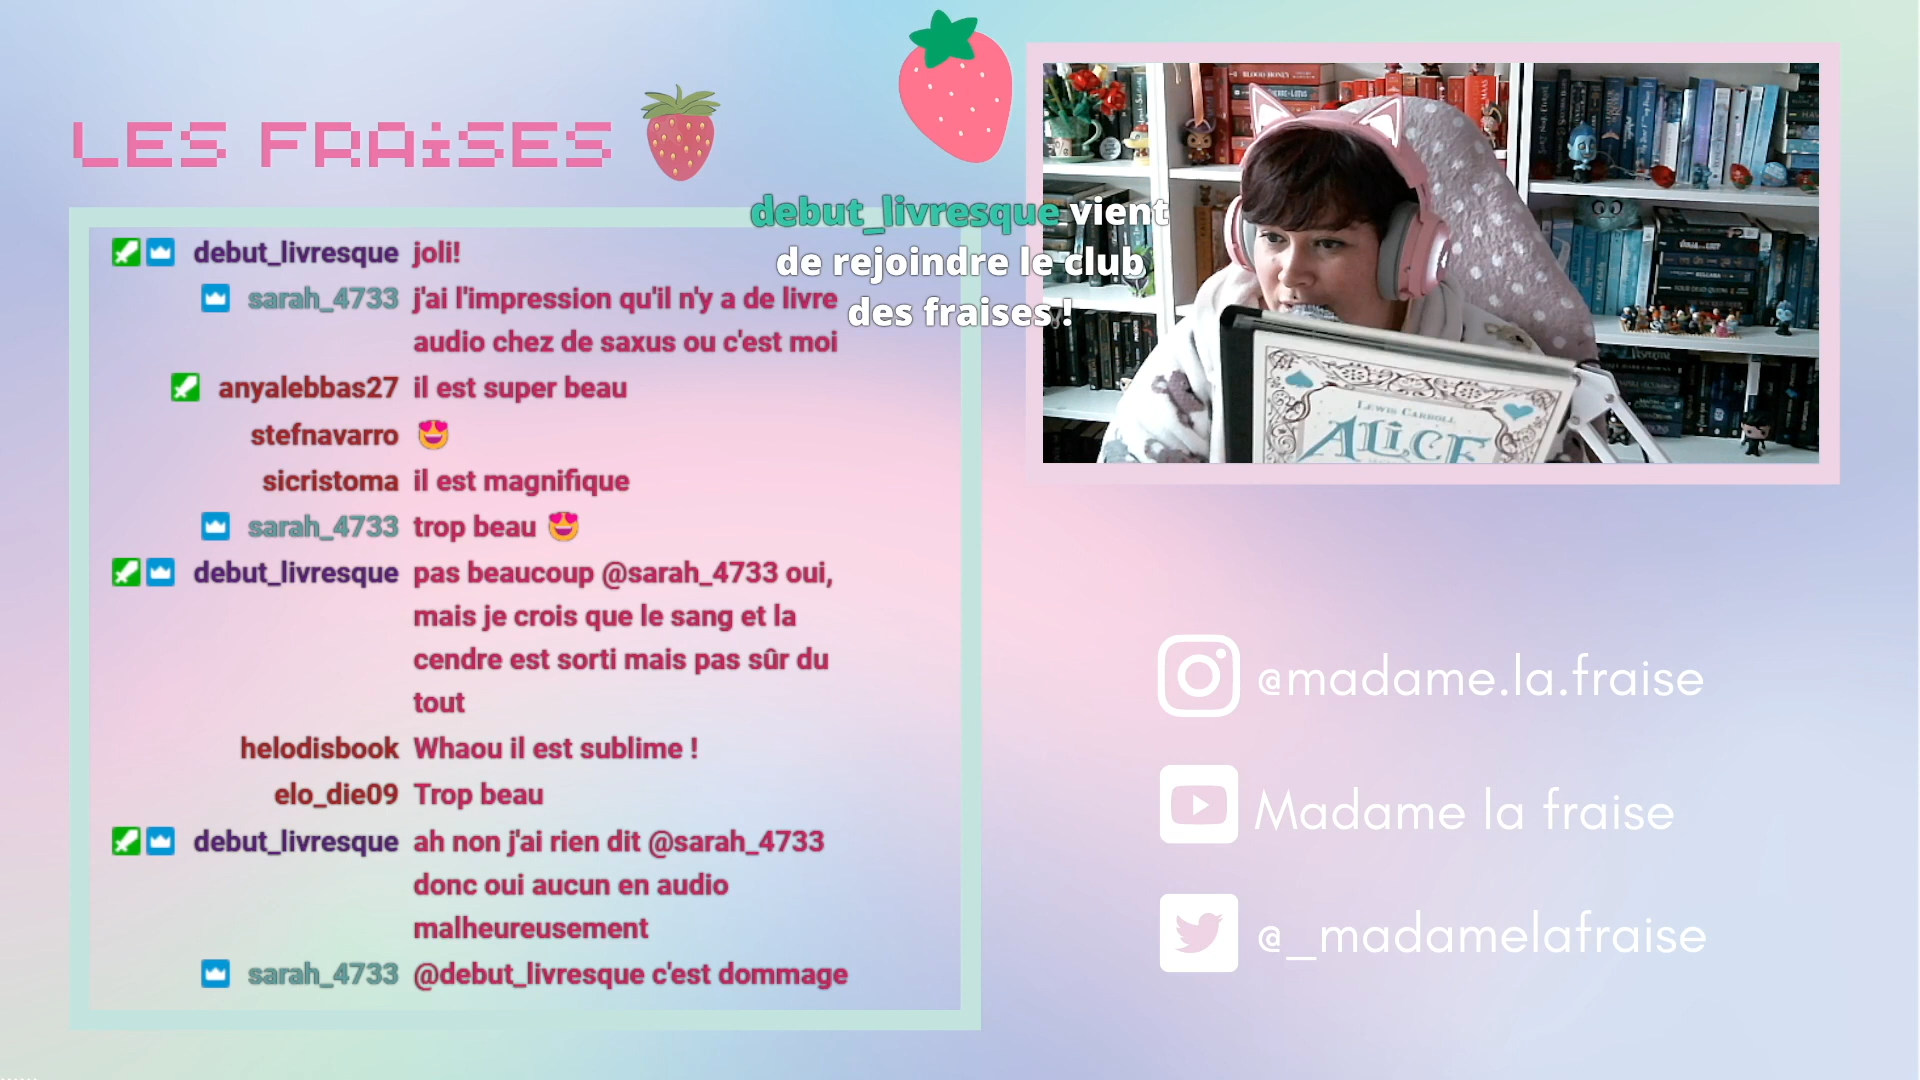 LES FRAiSES
debut_livresque vient
de rejoindre le club
des fraises !
debut_livresque joli!
sarah_4733 j'ai l'impression qu'il n'y a de livre
audio chez de saxus ou c'est moi
anyalebbas27 il est super beau
stefnavarro 😍
sicristoma il est magnifique
sarah_4733 trop beau 😍
debut_livresque pas beaucoup @sarah_4733 oui,
mais je crois que le sang et la
cendre est sorti mais pas sûr du
tout
helodisbook Whaou il est sublime !
elo_die09 Trop beau
debut_livresque ah non j'ai rien dit @sarah_4733
donc oui aucun en audio
malheureusement
sarah_4733 @debut_livresque c'est dommage
BLOOD HONEY
LEWIS CARROLL
ALICE
@madame.la.fraise
Madame la fraise
@_madamelafraise